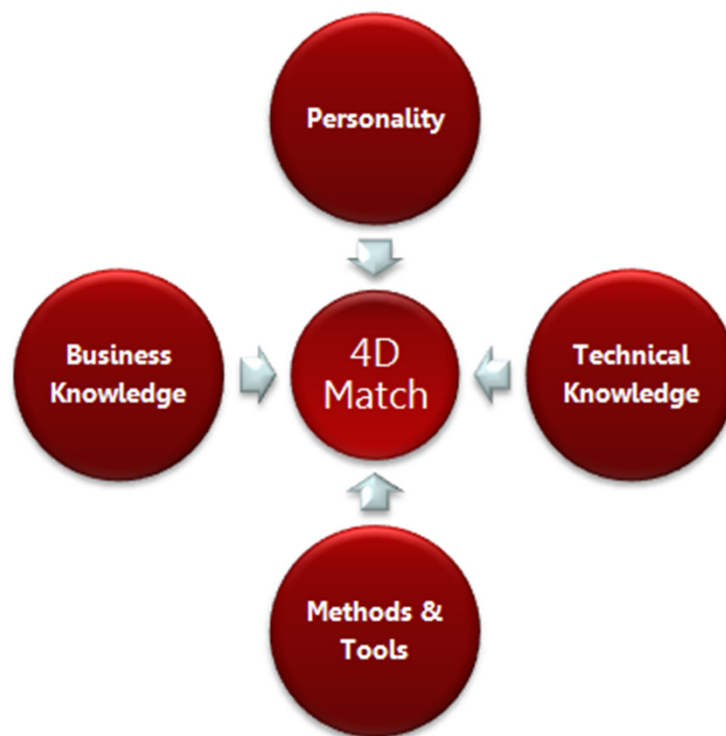 Personality
Business
Knowledge
4D
Match
Technical
Knowledge
Methods &
Tools